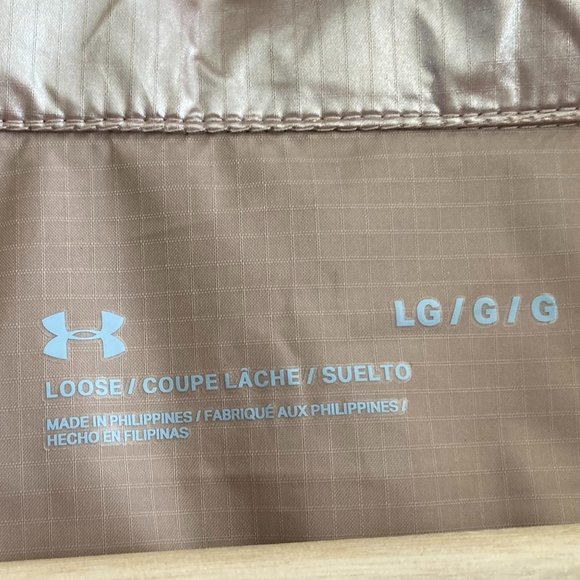 LG / G / G
LOOSE / COUPE LÂCHE / SUELTO
MADE IN PHILIPPINES / FABRIQUÉ AUX PHILIPPINES /
HECHO EN FILIPINAS